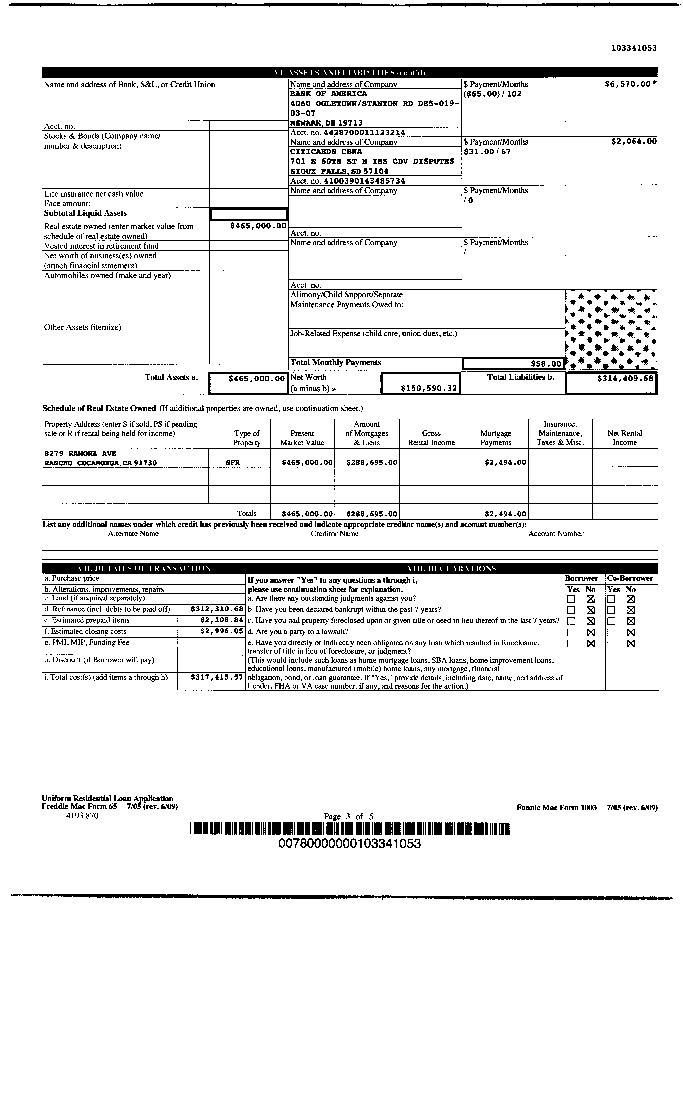 103341053
VI. ASSETS AND LIABILITIES (cont'd)
Name and address of Bank, S&L, or Credit Union
Acct. no.
Stocks & Bonds (Company name/
number & description)
Life insurance net cash value
Face amount:
Subtotal Liquid Assets
Real estate owned (enter market value from
schedule of real estate owned)
$465,000.00
Vested interest in retirement fund
Net worth of business(es) owned
(attach financial statement)
Automobiles owned (make and year)
Other Assets (itemize)
Total Assets a.
$465,000.00
Name and address of Company
BANK OF AMERICA
4060 OGLETOWN/STANTON RD DE5-019-
03-07
NEWARK, DE 19713
Acct. no. 4428700011123214
$ Payment/Months
($65.00) / 102
$6,570.00 *
Name and address of Company
CITICARDS CBNA
701 E 60TH ST N IBS CDV DISPUTES
SIOUX FALLS, SD 57104
Acct. no. 4100390143485734
$ Payment/Months
$31.00 / 67
$2,064.00
Name and address of Company
$ Payment/Months
/ 0
Acct. no.
Name and address of Company
$ Payment/Months
/
Acct. no.
Alimony/Child Support/Separate
Maintenance Payments Owed to:
Job-Related Expense (child care, union dues, etc.)
Total Monthly Payments
$58.00
Net Worth
(a minus b) =
$150,590.32
Total Liabilities b.
$314,409.68
Schedule of Real Estate Owned (If additional properties are owned, use continuation sheet.)
Property Address (enter S if sold, PS if pending
sale or R if rental being held for income)
Type of
Property
Present
Market Value
Amount
of Mortgages
& Liens
Gross
Rental Income
Mortgage
Payments
Insurance,
Maintenance,
Taxes & Misc.
Net Rental
Income
8279 RAMONA AVE
RANCHO CUCAMONGA, CA 91730
SFR
$465,000.00
$288,695.00
$2,494.00
Totals
$465,000.00
$288,695.00
$2,494.00
List any additional names under which credit has previously been received and indicate appropriate creditor name(s) and account number(s):
Alternate Name
Creditor Name
Account Number
VII. DETAILS OF TRANSACTION
a. Purchase price
b. Alterations, improvements, repairs
c. Land (if acquired separately)
d. Refinance (incl. debts to be paid off)
$312,310.68
e. Estimated prepaid items
$2,108.84
f. Estimated closing costs
$2,996.05
g. PMI, MIP, Funding Fee
h. Discount (if Borrower will pay)
i. Total cost(s) (add items a through h)
$317,415.57
VIII. DECLARATIONS
If you answer "Yes" to any questions a through i,
please use continuation sheet for explanation.
Borrower
Co-Borrower
Yes No
Yes No
a. Are there any outstanding judgments against you?
b. Have you been declared bankrupt within the past 7 years?
c. Have you had property foreclosed upon or given title or deed in lieu thereof in the last 7 years?
d. Are you a party to a lawsuit?
e. Have you directly or indirectly been obligated on any loan which resulted in foreclosure,
transfer of title in lieu of foreclosure, or judgment?
(This would include such loans as home mortgage loans, SBA loans, home improvement loans,
educational loans, manufactured (mobile) home loans, any mortgage, financial
obligation, bond, or loan guarantee. If "Yes," provide details, including date, name, and address of
Lender, FHA or VA case number, if any, and reasons for the action.)
Uniform Residential Loan Application
Freddie Mac Form 65 7/05 (rev. 6/09)
Fannie Mae Form 1003 7/05 (rev. 6/09)
Page 3 of 5
00780000000103341053